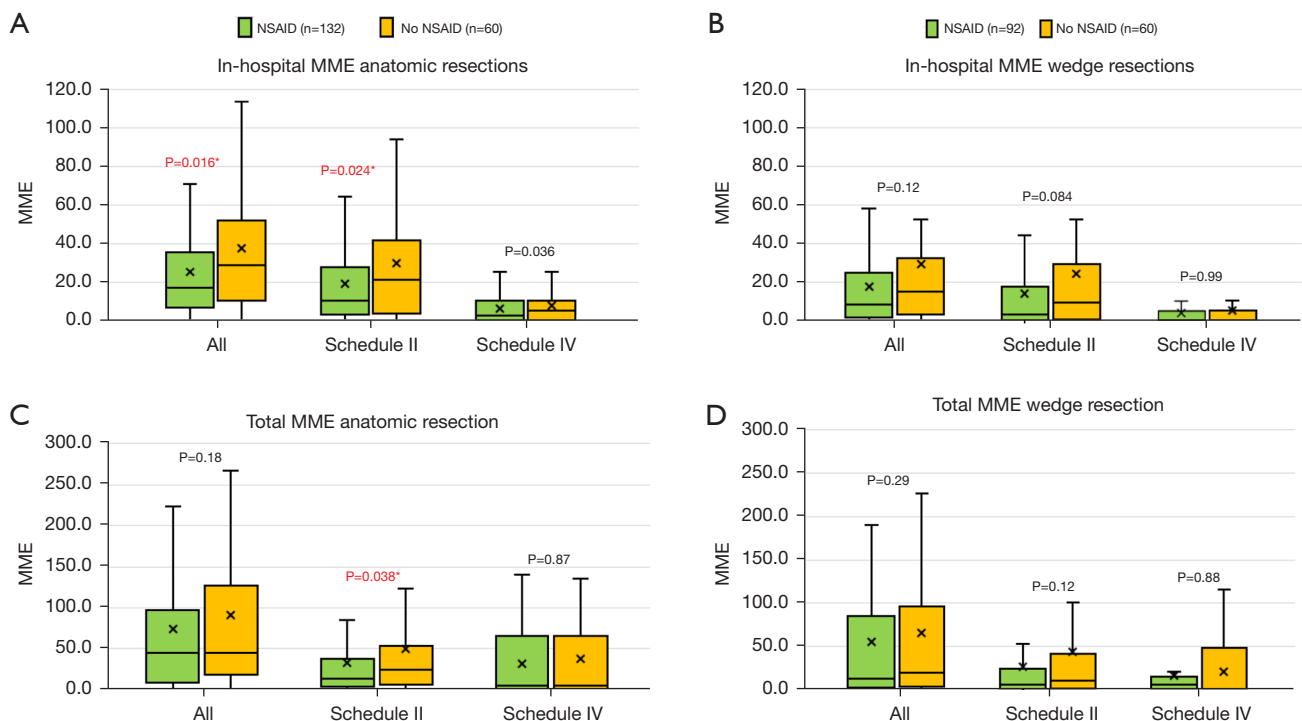 A
NSAID (n=132)
No NSAID (n=60)
In-hospital MME anatomic resections
120.0
100.0
80.0
60.0
40.0
20.0
0.0
MME
P=0.016*
P=0.024*
P=0.036
All
Schedule II
Schedule IV
B
NSAID (n=92)
No NSAID (n=60)
In-hospital MME wedge resections
120.0
100.0
80.0
60.0
40.0
20.0
0.0
MME
P=0.12
P=0.084
P=0.99
All
Schedule II
Schedule IV
C
Total MME anatomic resection
300.0
250.0
200.0
150.0
100.0
50.0
0.0
MME
P=0.18
P=0.038*
P=0.87
All
Schedule II
Schedule IV
D
Total MME wedge resection
300.0
250.0
200.0
150.0
100.0
50.0
0.0
MME
P=0.29
P=0.12
P=0.88
All
Schedule II
Schedule IV